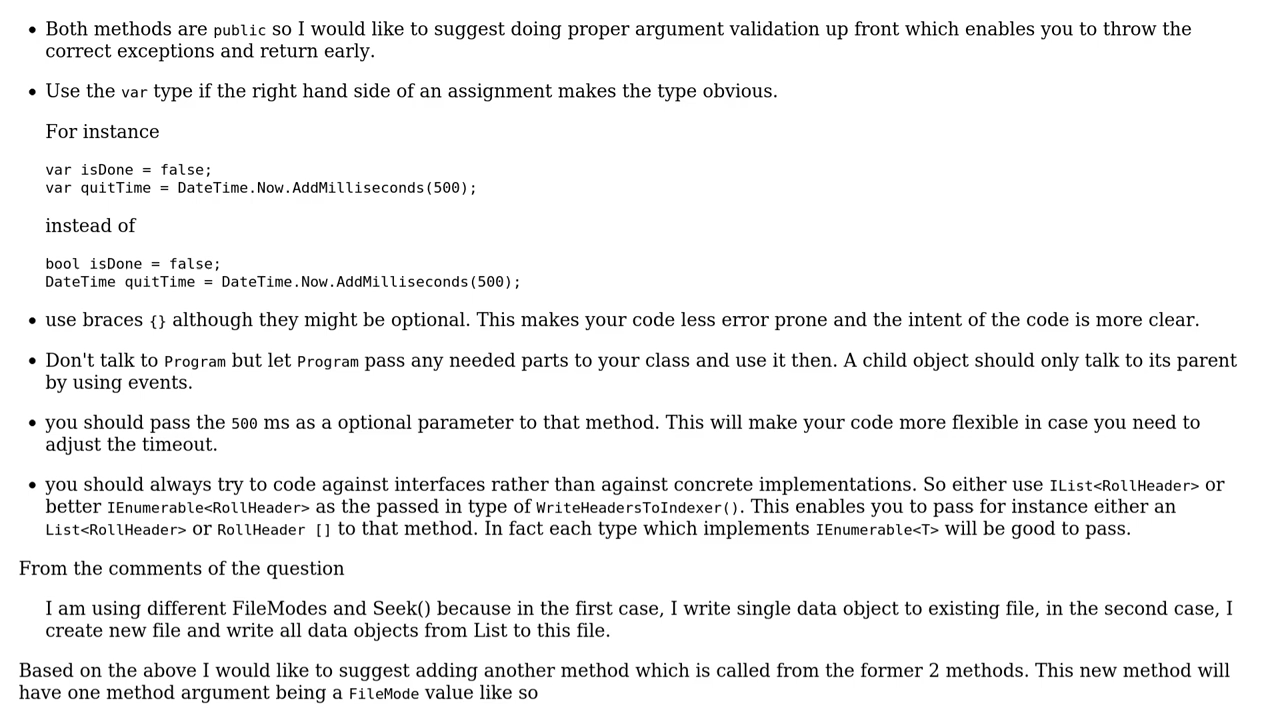 Both methods are public so I would like to suggest doing proper argument validation up front which enables you to throw the
correct exceptions and return early.
Use the var type if the right hand side of an assignment makes the type obvious.
For instance
var isDone = false;
var quitTime = DateTime.Now.AddMilliseconds(500);
instead of
bool isDone = false;
DateTime quitTime = DateTime.Now.AddMilliseconds(500);
use braces {} although they might be optional. This makes your code less error prone and the intent of the code is more clear.
Don't talk to Program but let Program pass any needed parts to your class and use it then. A child object should only talk to its parent
by using events.
you should pass the 500 ms as a optional parameter to that method. This will make your code more flexible in case you need to
adjust the timeout.
you should always try to code against interfaces rather than against concrete implementations. So either use IList<RollHeader> or
better IEnumerable<RollHeader> as the passed in type of WriteHeadersToIndexer(). This enables you to pass for instance either an
List<RollHeader> or RollHeader [] to that method. In fact each type which implements IEnumerable<T> will be good to pass.
From the comments of the question
I am using different FileModes and Seek() because in the first case, I write single data object to existing file, in the second case, I
create new file and write all data objects from List to this file.
Based on the above I would like to suggest adding another method which is called from the former 2 methods. This new method will
have one method argument being a FileMode value like so